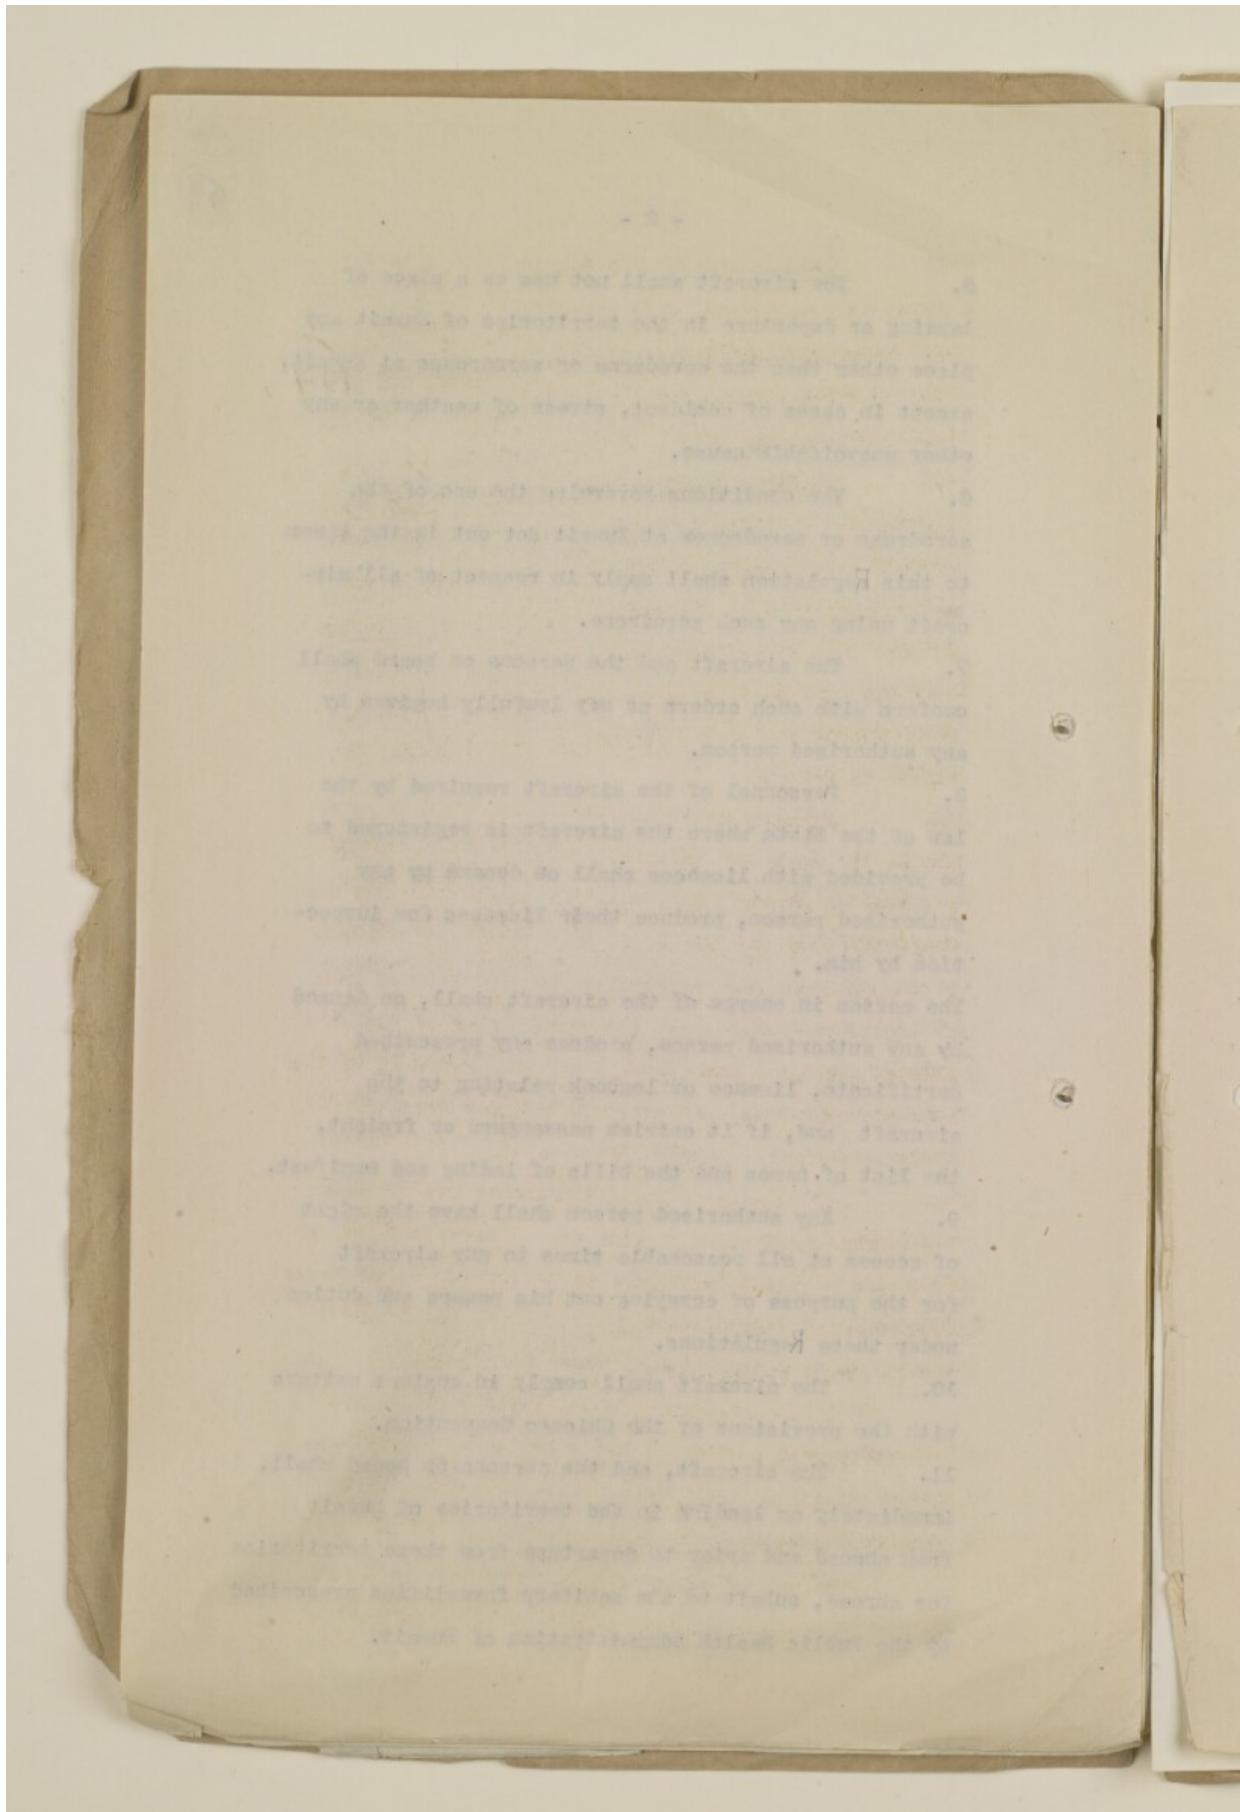 - 2 -
5. The aircraft shall not use as a place of
landing or departure in the territories of Kuwait any
place other than the aerodrome or aerodromes at Kuwait,
except in cases of accident, stress of weather or any
other unavoidable cause.
6. The conditions governing the use of the
aerodrome or aerodromes at Kuwait set out in the Annex
to this Regulation shall apply in respect of all air-
craft using any such aerodrome.
7. The aircraft and the persons on board shall
conform with such orders as may lawfully be given by
any authorised person.
8. Personnel of the aircraft required by the
law of the State where the aircraft is registered to
be provided with licences shall on demand by any
authorised person, produce their licences for inspec-
tion by him.
The person in charge of the aircraft shall, on demand
by any authorised person, produce any prescribed
certificate, licence or logbook relating to the
aircraft and, if it carries passengers or freight,
the list of names and the bills of lading and manifest.
9. Any authorised person shall have the right
of access at all reasonable times to any aircraft
for the purpose of carrying out his powers and duties
under these Regulations.
10. The aircraft shall comply in customs matters
with the provisions of the Chicago Convention.
11. The aircraft, and the persons on board shall,
immediately on landing in the territories of Kuwait
from abroad and prior to departure from these territories
for abroad, submit to the sanitary formalities prescribed
by the Public Health Administration of Kuwait.